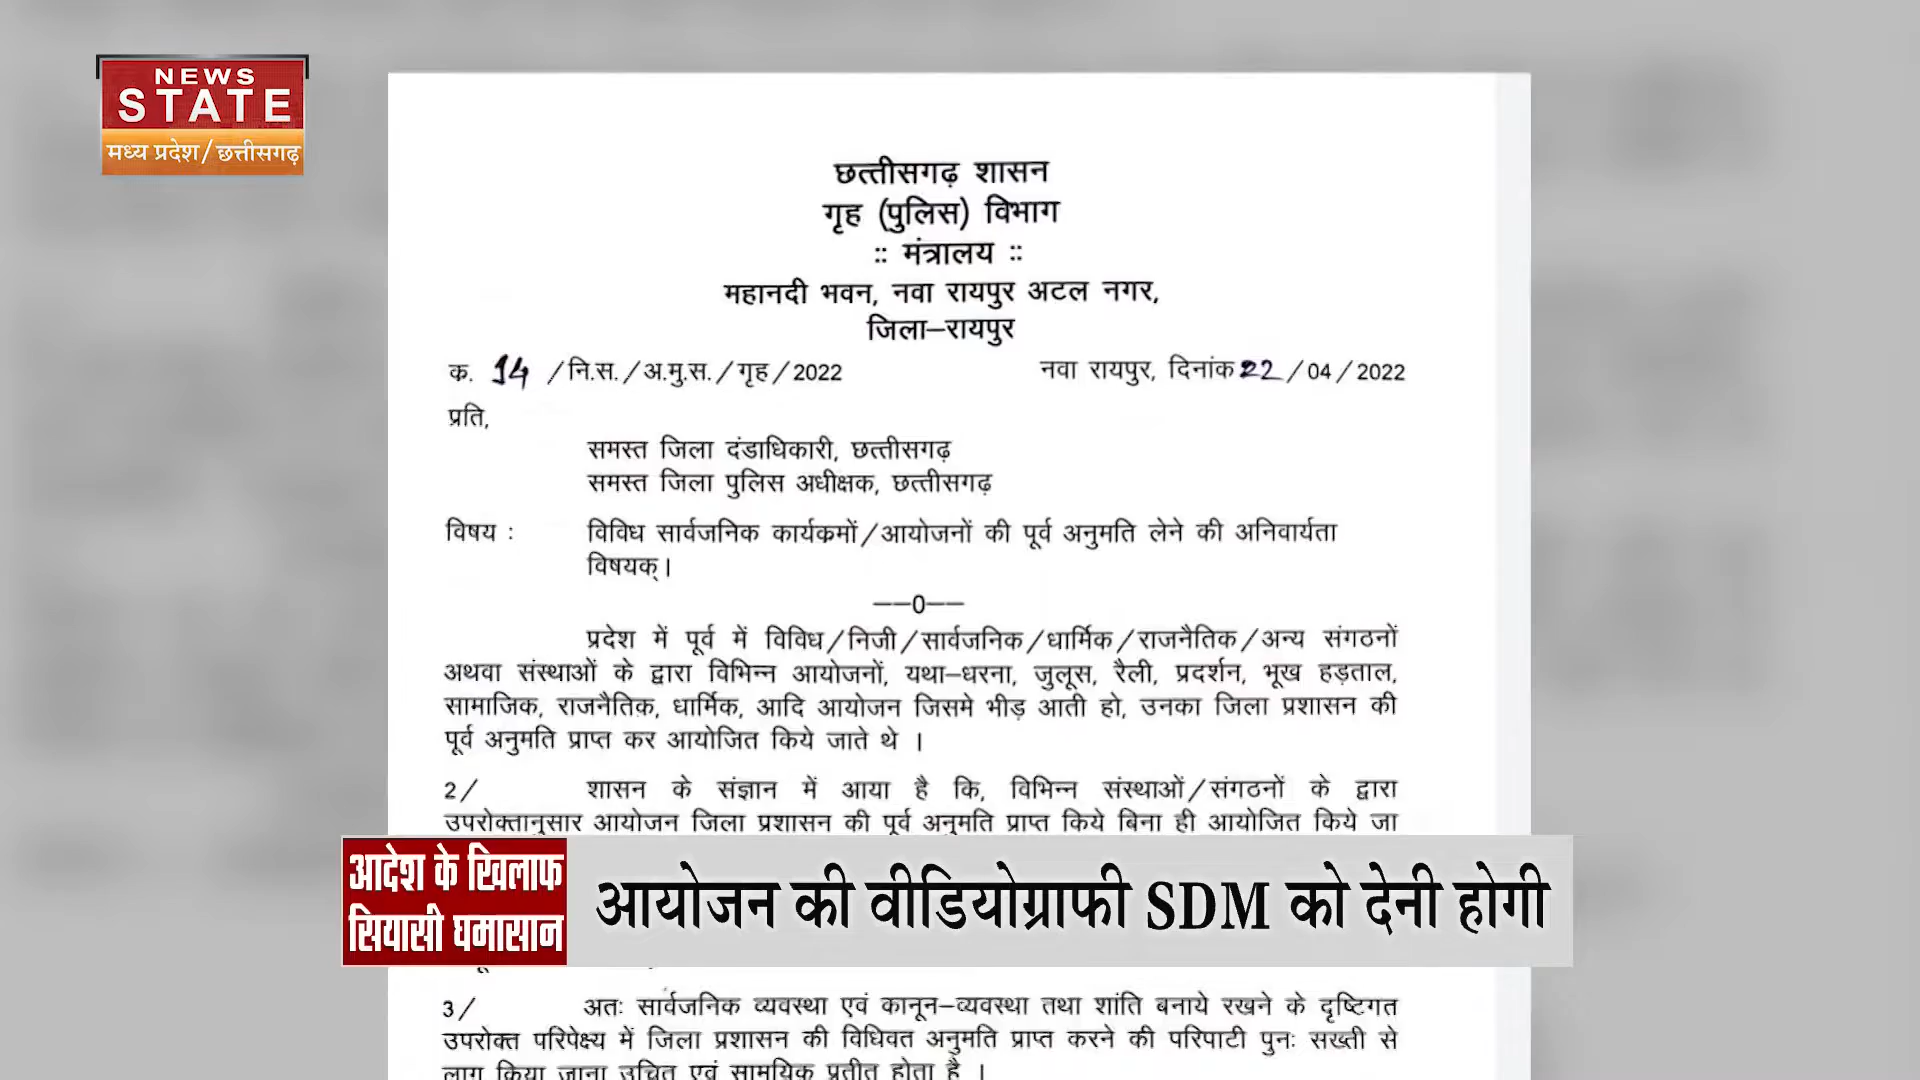 NEWS
STATE
मध्य प्रदेश/छत्तीसगढ़
छत्तीसगढ़ शासन
गृह (पुलिस) विभाग
:: मंत्रालय ::
महानदी भवन, नवा रायपुर अटल नगर,
जिला–रायपुर
क. 14 /नि.स./अ.मु.स./गृह/2022 नवा रायपुर, दिनांक 22/04/2022
प्रति,
समस्त जिला दंडाधिकारी, छत्तीसगढ़
समस्त जिला पुलिस अधीक्षक, छत्तीसगढ़
विषय : विविध सार्वजनिक कार्यकमों/आयोजनों की पूर्व अनुमति लेने की अनिवार्यता
विषयक्।
––0––
प्रदेश में पूर्व में विविध/निजी/सार्वजनिक/धार्मिक/राजनैतिक/अन्य संगठनों
अथवा संस्थाओं के द्वारा विभिन्न आयोजनों, यथा–धरना, जुलूस, रैली, प्रदर्शन, भूख हड़ताल,
सामाजिक, राजनैतिक, धार्मिक, आदि आयोजन जिसमे भीड़ आती हो, उनका जिला प्रशासन की
पूर्व अनुमति प्राप्त कर आयोजित किये जाते थे ।
2/ शासन के संज्ञान में आया है कि, विभिन्न संस्थाओं/संगठनों के द्वारा
उपरोक्तानुसार आयोजन जिला प्रशासन की पूर्व अनुमति प्राप्त किये बिना ही आयोजित किये जा
आदेश के खिलाफ
सियासी घमासान
आयोजन की वीडियोग्राफी SDM को देनी होगी
3/ अतः सार्वजनिक व्यवस्था एवं कानून–व्यवस्था तथा शांति बनाये रखने के दृष्टिगत
उपरोक्त परिपेक्ष्य में जिला प्रशासन की विधिवत अनुमति प्राप्त करने की परिपाटी पुनः सख्ती से
लागू किया जाना उचित एवं सामयिक प्रतीत होता है ।